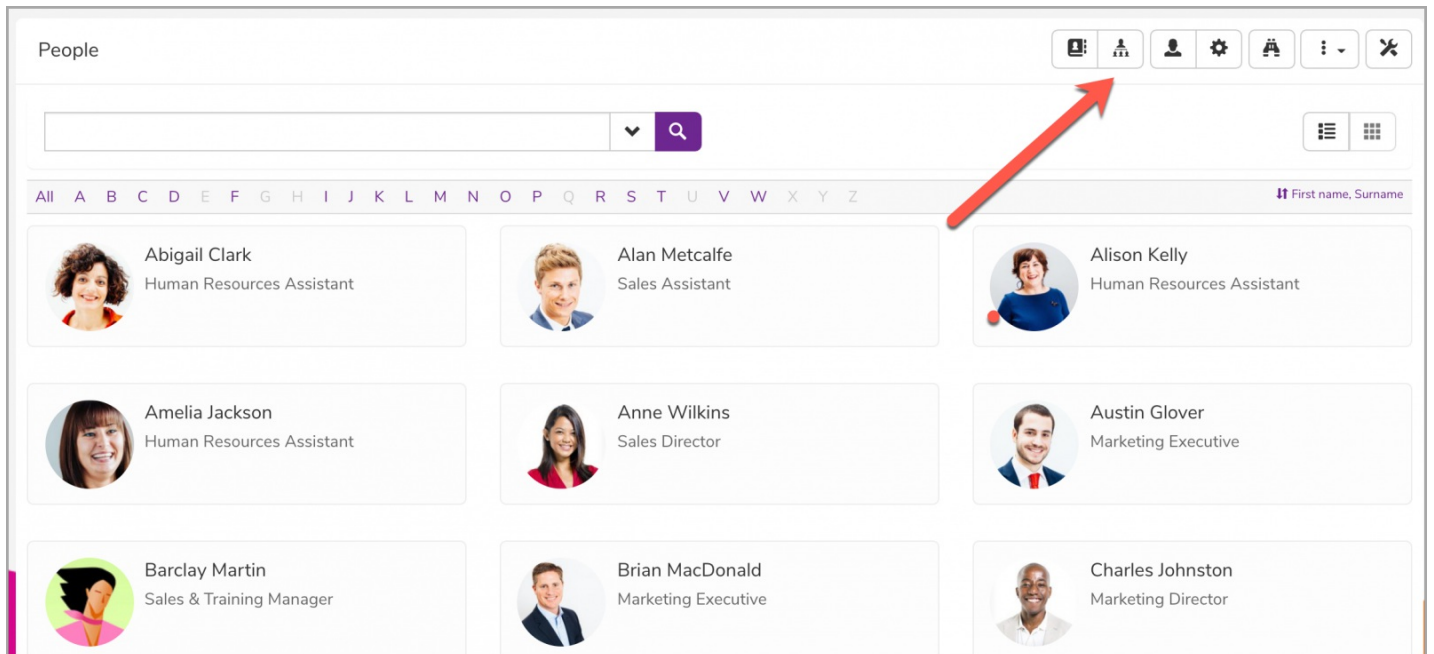 People
All A B C D E F G H I J K L M N O P Q R S T U V W X Y Z
First name, Surname
Abigail Clark
Human Resources Assistant
Alan Metcalfe
Sales Assistant
Alison Kelly
Human Resources Assistant
Amelia Jackson
Human Resources Assistant
Anne Wilkins
Sales Director
Austin Glover
Marketing Executive
Barclay Martin
Sales & Training Manager
Brian MacDonald
Marketing Executive
Charles Johnston
Marketing Director